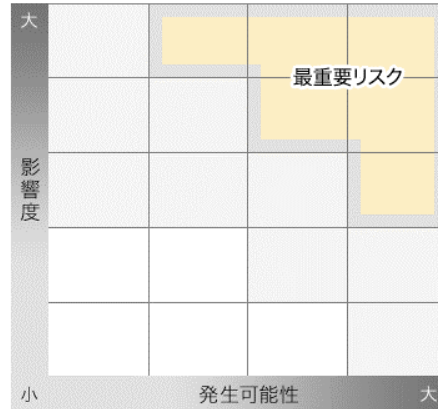 大
最重要リスク
影響度
小
発生可能性
大